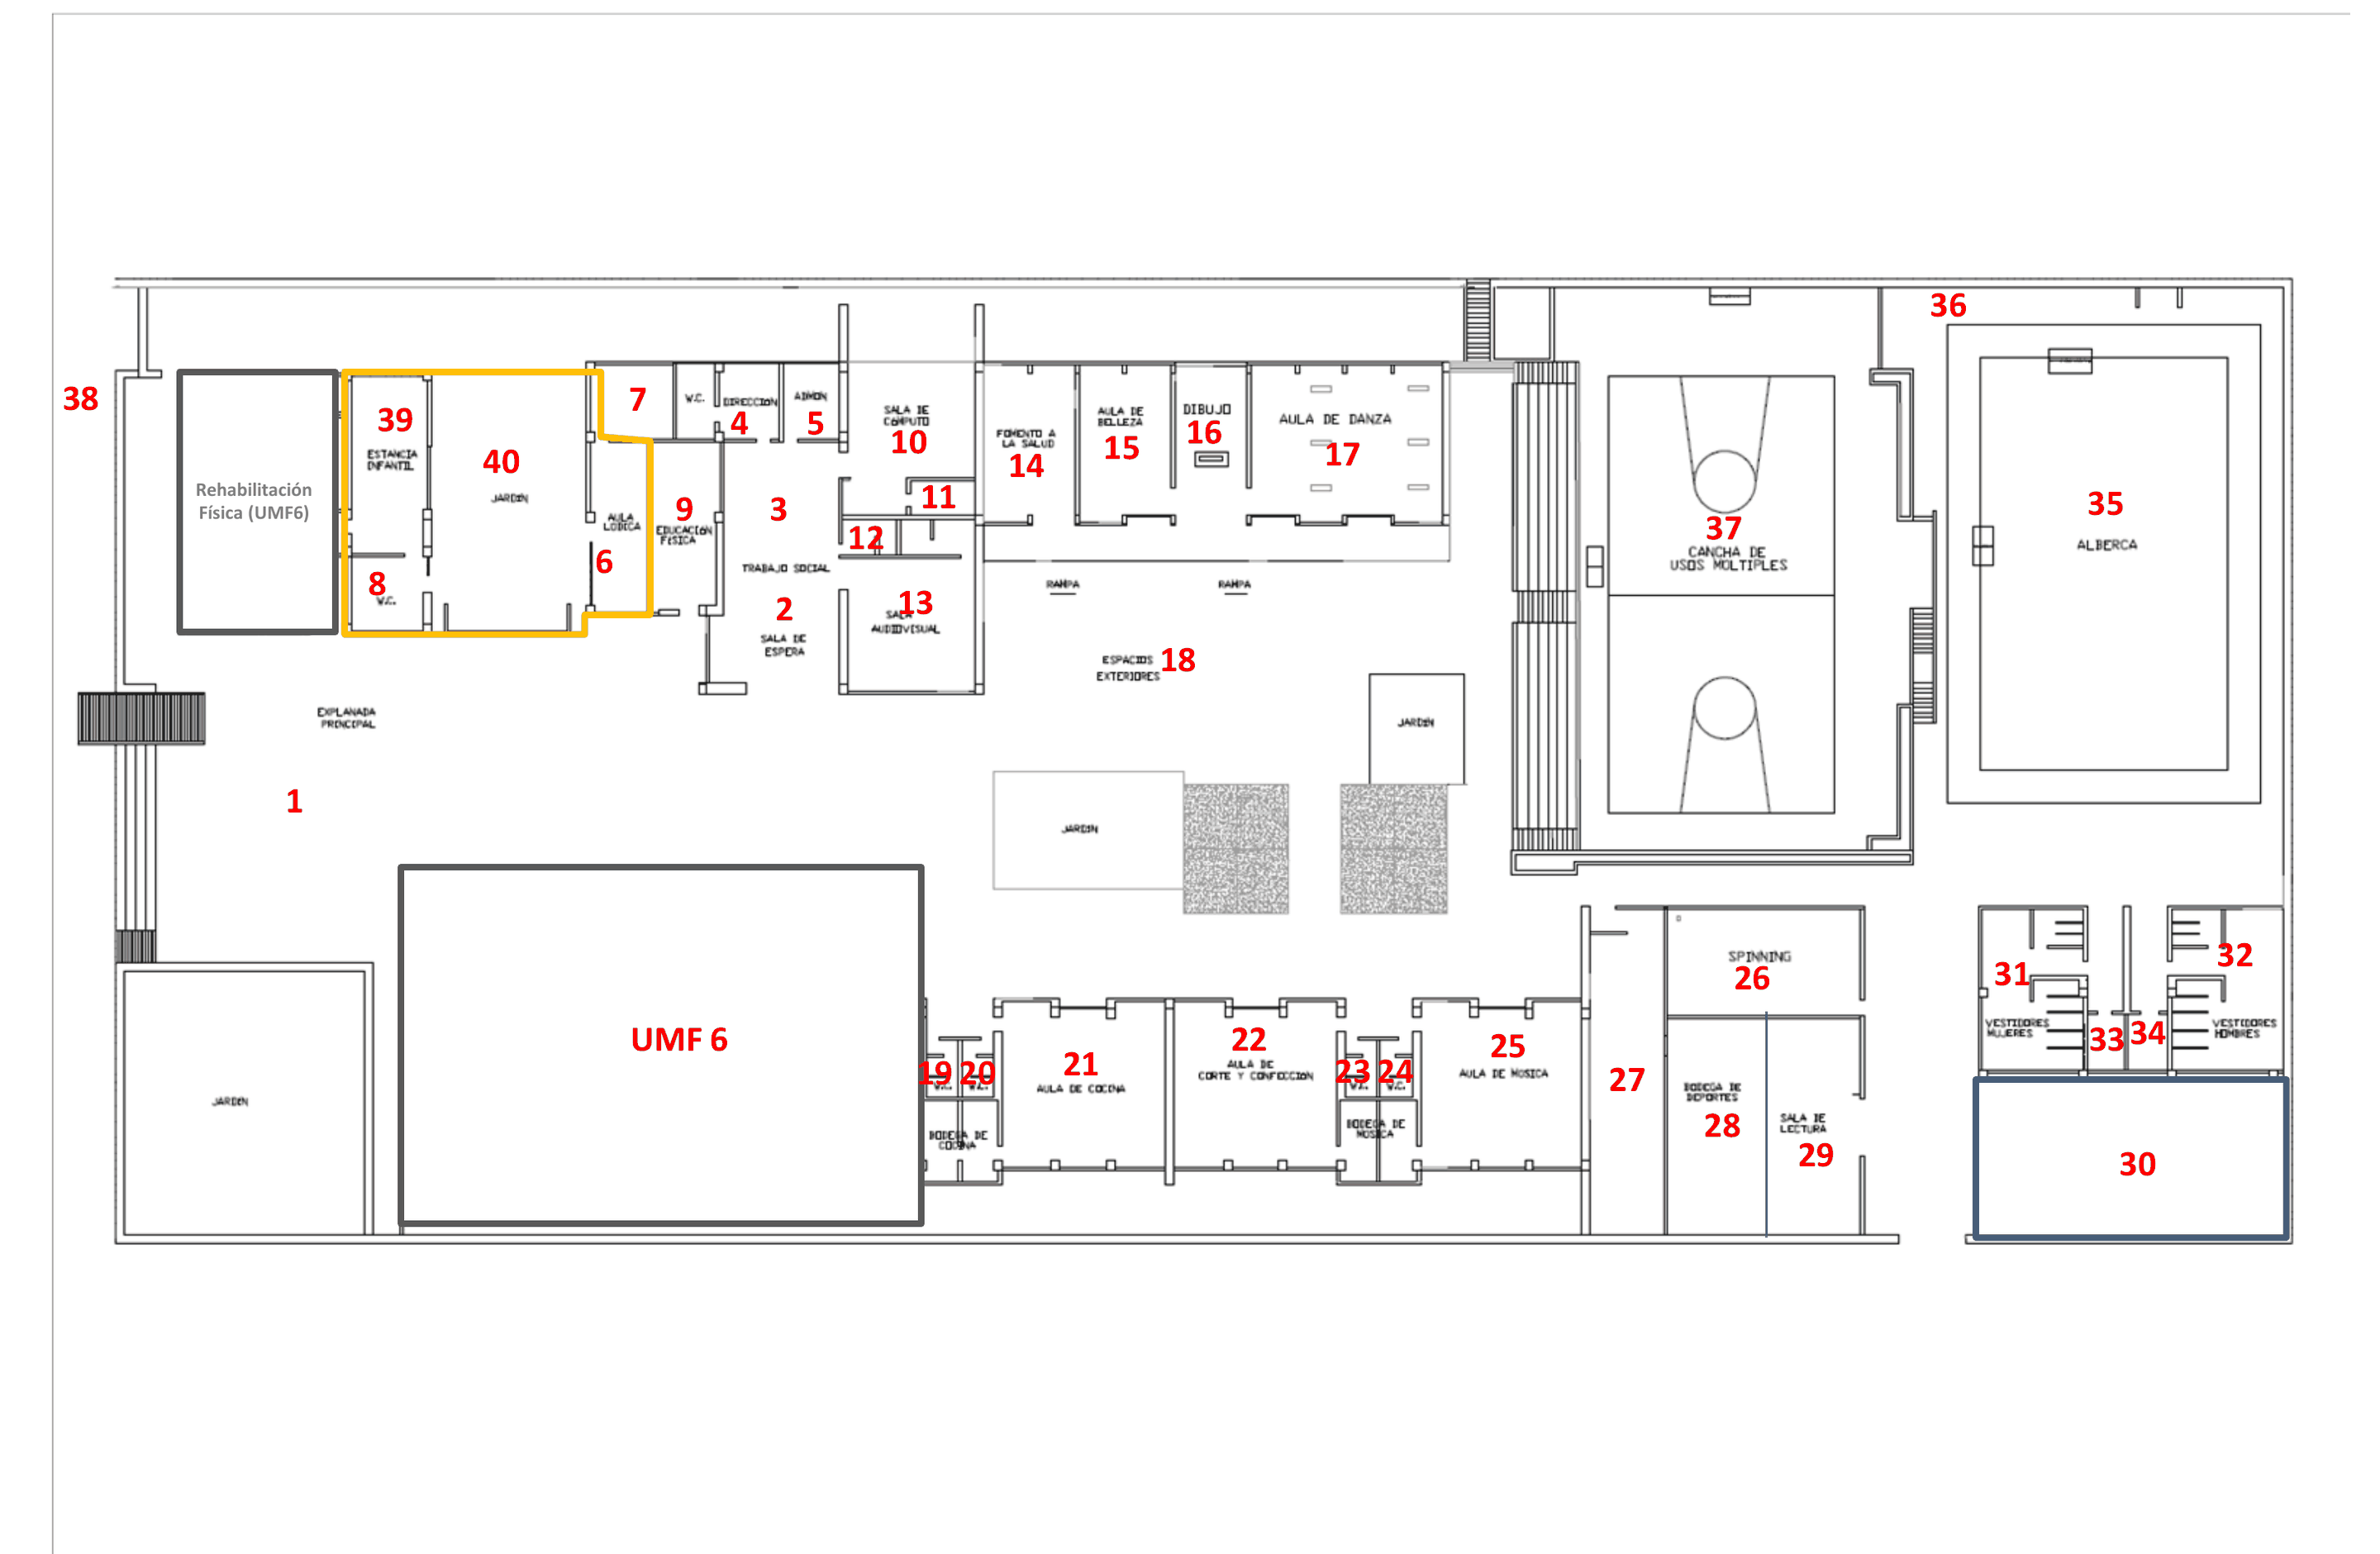 36
38
39
ESTANCIA
INFANTIL
40
JARDIN
7
W.C.
DIRECCION
4
ADMON
5
SALA DE
COMPUTO
10
11
FOMENTO A
LA SALUD
14
AULA DE
BELLEZA
15
DIBUJO
16
AULA DE DANZA
17
Rehabilitación
Física (UMF6)
8
W.C.
AULA
LODICA
6
9
EDUCACION
FISICA
3
TRABAJO SOCIAL
2
SALA DE
ESPERA
12
13
SALA
AUDIOVISUAL
RAMPA
RAMPA
ESPACIOS
EXTERIORES
18
37
CANCHA DE
USOS MOLTIPLES
35
ALBERCA
EXPLANADA
PRINCIPAL
1
JARDIN
JARDIN
JARDIN
UMF 6
19
W.C.
20
W.C.
BODEGA DE
COCINA
21
AULA DE COCINA
22
AULA DE
CORTE Y CONFECCION
23
W.C.
24
W.C.
BODEGA DE
MOSICA
25
AULA DE MOSICA
27
SPINNING
26
BODEGA DE
DEPORTES
28
SALA DE
LECTURA
29
31
VESTIDORES
MUJERES
33
34
32
VESTIDORES
HOMBRES
30